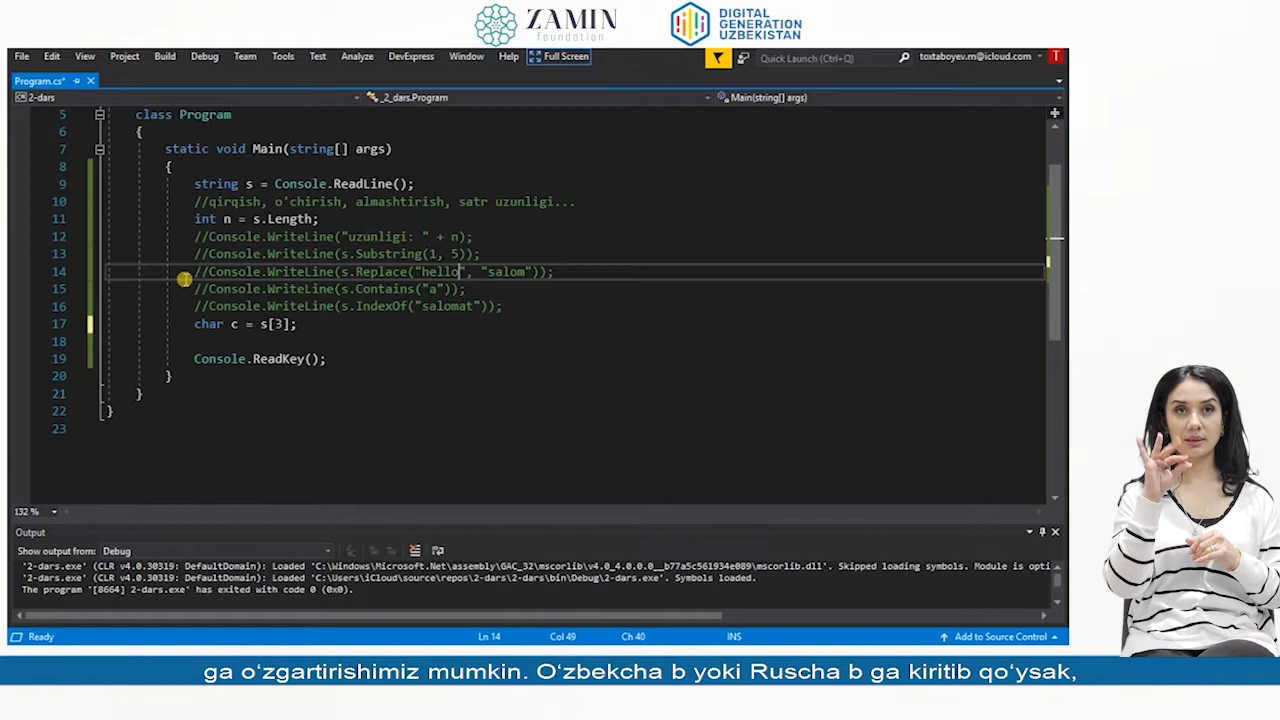 ZAMIN
foundation
DIGITAL
GENERATION
UZBEKISTAN
File Edit View Project Build Debug Team Tools Test Analyze DevExpress Window Help Full Screen Quick Launch (Ctrl+Q) toxtaboyev.m@icloud.com T
Program.cs*
2-dars _2_dars.Program Main(string[] args)
5 class Program
6 {
7 static void Main(string[] args)
8 {
9 string s = Console.ReadLine();
10 //qirqish, o'chirish, almashtirish, satr uzunligi...
11 int n = s.Length;
12 //Console.WriteLine("uzunligi: " + n);
13 //Console.WriteLine(s.Substring(1, 5));
14 //Console.WriteLine(s.Replace("hello", "salom"));
15 //Console.WriteLine(s.Contains("a"));
16 //Console.WriteLine(s.IndexOf("salomat"));
17 char c = s[3];
18
19 Console.ReadKey();
20 }
21 }
22 }
23
132 %
Output
Show output from: Debug
'2-dars.exe' (CLR v4.0.30319: DefaultDomain): Loaded 'C:\Windows\Microsoft.Net\assembly\GAC_32\mscorlib\v4.0_4.0.0.0__b77a5c561934e089\mscorlib.dll'. Skipped loading symbols. Module is opti
'2-dars.exe' (CLR v4.0.30319: DefaultDomain): Loaded 'C:\Users\iCloud\source\repos\2-dars\2-dars\bin\Debug\2-dars.exe'. Symbols loaded.
The program '[8664] 2-dars.exe' has exited with code 0 (0x0).
Ready Ln 14 Col 49 Ch 40 INS Add to Source Control
ga oʻzgartirishimiz mumkin. Oʻzbekcha b yoki Ruscha b ga kiritib qoʻysak,